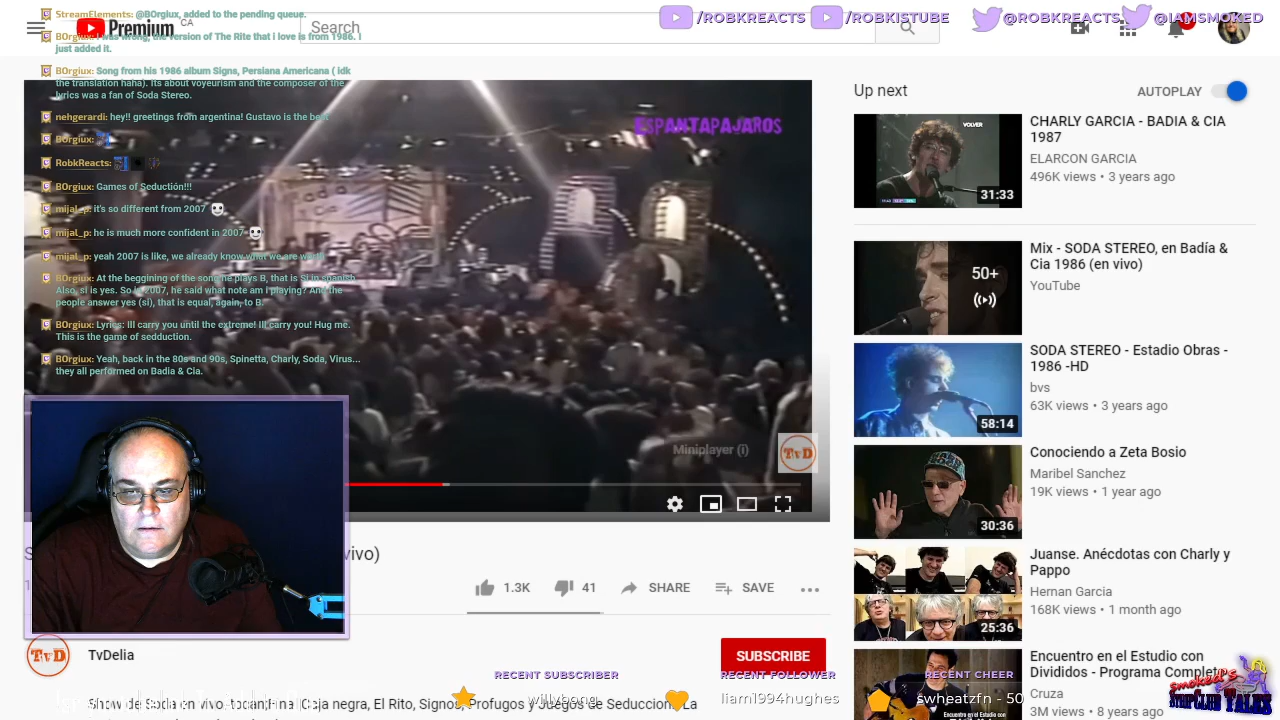 StreamElements: @BOrgiux, added to the pending queue.
Premium CA
Search
/ROBKREACTS
/ROBKISTUBE
@ROBKREACTS
@IAMSMOKED
BOrgiux: I was wrong, the version of The Rite that i love is from 1986. I
just added it.
BOrgiux: Song from his 1986 album Signs, Persiana Americana ( idk
the translation haha). Its about voyeurism and the composer of the
lyrics was a fan of Soda Stereo.
nehgerardi: hey!! greetings from argentina! Gustavo is the best
BOrgiux:
RobkReacts:
BOrgiux: Games of Seductión!!!
mijal_p: it's so different from 2007
mijal_p: he is much more confident in 2007
mijal_p: yeah 2007 is like, we already know what we are worth
BOrgiux: At the beggining of the song he plays B, that is Si in spanish.
Also, si is yes. So in 2007, he said what note am i playing? And the
people answer yes (si), that is equal, again, to B.
BOrgiux: Lyrics: Ill carry you until the extreme! Ill carry you! Hug me.
This is the game of sedduction.
BOrgiux: Yeah, back in the 80s and 90s, Spinetta, Charly, Soda, Virus...
they all performed on Badia & Cia.
ESPANTAPAJAROS
Miniplayer (i)
TvD
vivo)
1.3K
41
SHARE
SAVE
TvD
TvDelia
SUBSCRIBE
Show de Soda en vivo. Cantan: Caja negra, El Rito, Signos, Prófugos y Juegos de Seducción. La
RECENT SUBSCRIBER
RECENT FOLLOWER
liam1994hughes
RECENT CHEER
$wheatzfn - 50
Up next
AUTOPLAY
VOLVER
31:33
CHARLY GARCIA - BADIA & CIA
1987
ELARCON GARCIA
496K views • 3 years ago
50+
Mix - SODA STEREO, en Badía &
Cia 1986 (en vivo)
YouTube
58:14
SODA STEREO - Estadio Obras -
1986 -HD
bvs
63K views • 3 years ago
30:36
Conociendo a Zeta Bosio
Maribel Sanchez
19K views • 1 year ago
25:36
Juanse. Anécdotas con Charly y
Pappo
Hernan Garcia
168K views • 1 month ago
Encuentro en el Estudio con
Divididos - Programa Completo
Cruza
3M views • 8 years ago
Encuentro en el Estudio con
Smoked's